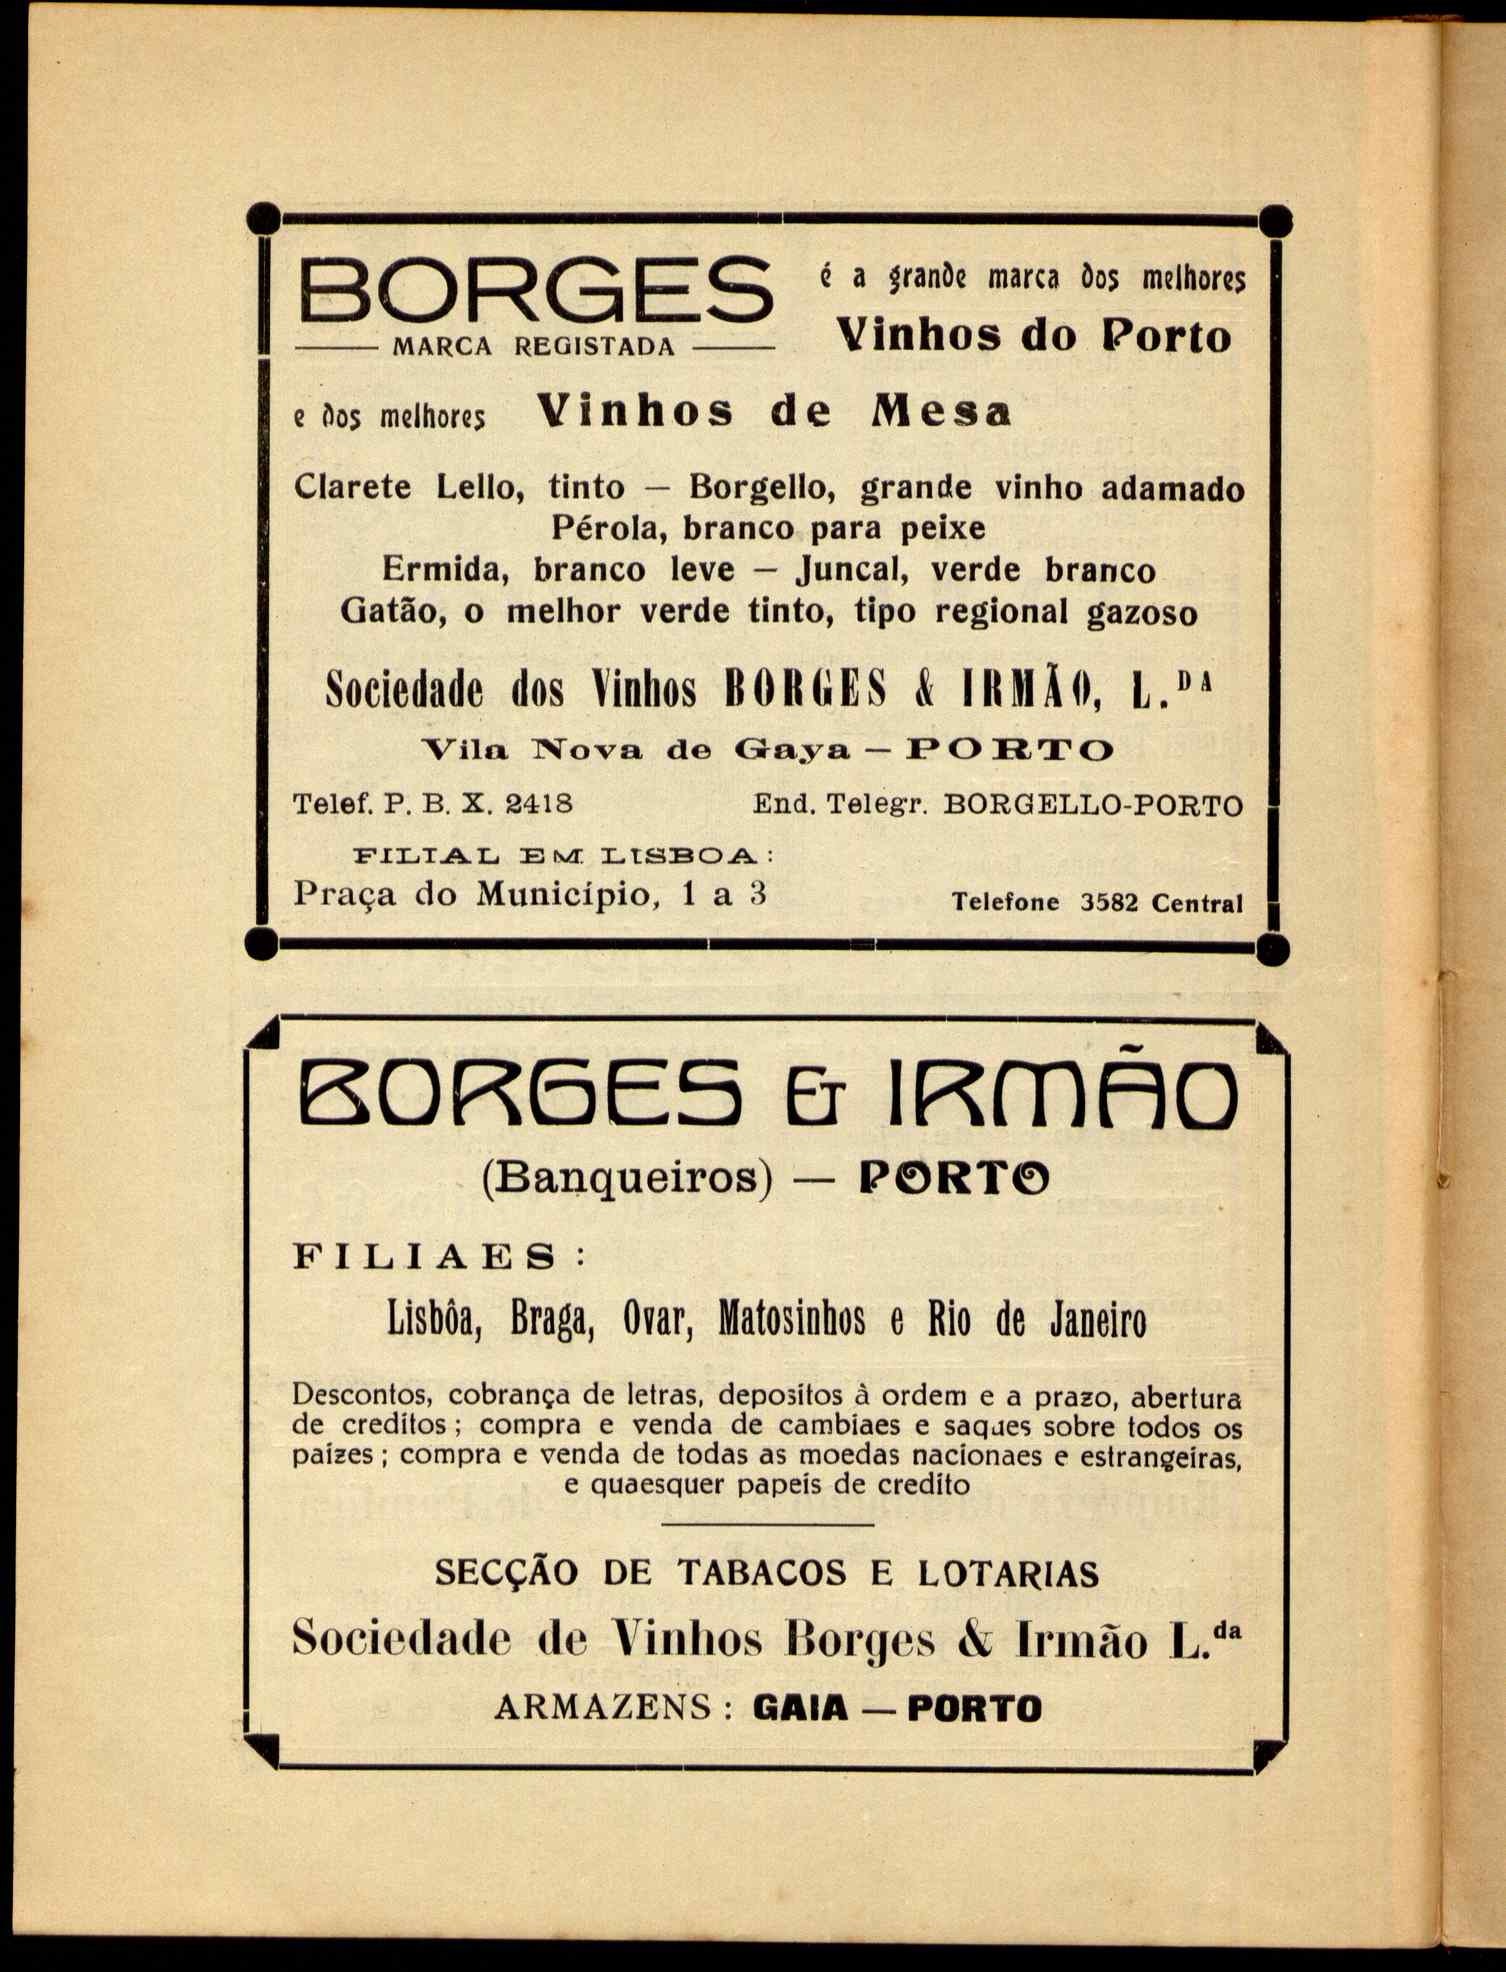 BORGES é a grande marca dos melhores
MARCA REGISTADA Vinhos do Porto
e dos melhores Vinhos de Mesa
Clarete Lello, tinto — Borgello, grande vinho adamado
Pérola, branco para peixe
Ermida, branco leve — Juncal, verde branco
Gatão, o melhor verde tinto, tipo regional gazoso
Sociedade dos Vinhos BORGES & IRMÃO, L.DA
Vila Nova de Gaya — PORTO
Telef. P. B. X. 2418 End. Telegr. BORGELLO-PORTO
FILIAL EM LISBOA:
Praça do Município, 1 a 3 Telefone 3582 Central
BORGES & IRMÃO
(Banqueiros) — PORTO
FILIAES:
Lisbôa, Braga, Ovar, Matosinhos e Rio de Janeiro
Descontos, cobrança de letras, depositos à ordem e a prazo, abertura
de creditos; compra e venda de cambiaes e saques sobre todos os
paizes; compra e venda de todas as moedas nacionaes e estrangeiras,
e quaesquer papeis de credito
SECÇÃO DE TABACOS E LOTARIAS
Sociedade de Vinhos Borges & Irmão L.da
ARMAZENS: GAIA — PORTO